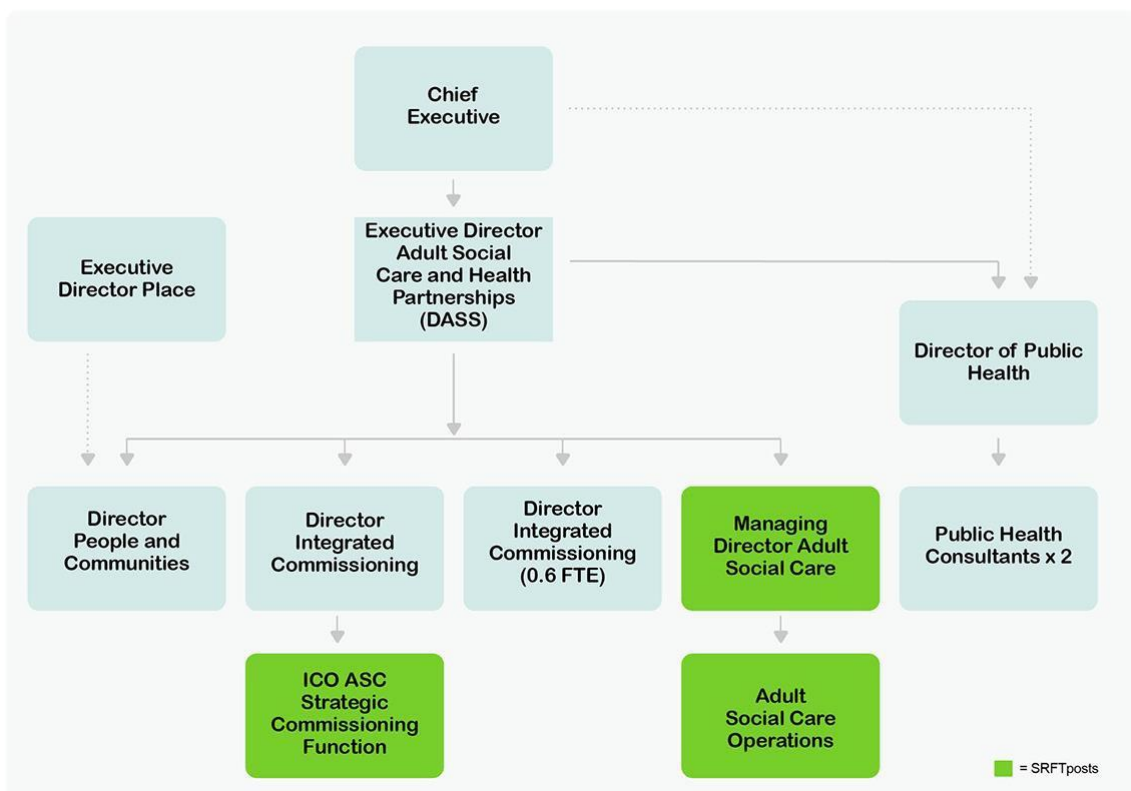 Chief
Executive
Executive
Director Place
Executive Director
Adult Social
Care and Health
Partnerships
(DASS)
Director of Public
Health
Director
People and
Communities
Director
Integrated
Commissioning
Director
Integrated
Commissioning
(0.6 FTE)
Managing
Director Adult
Social Care
Public Health
Consultants x 2
ICO ASC
Strategic
Commissioning
Function
Adult
Social Care
Operations
= SRFTposts